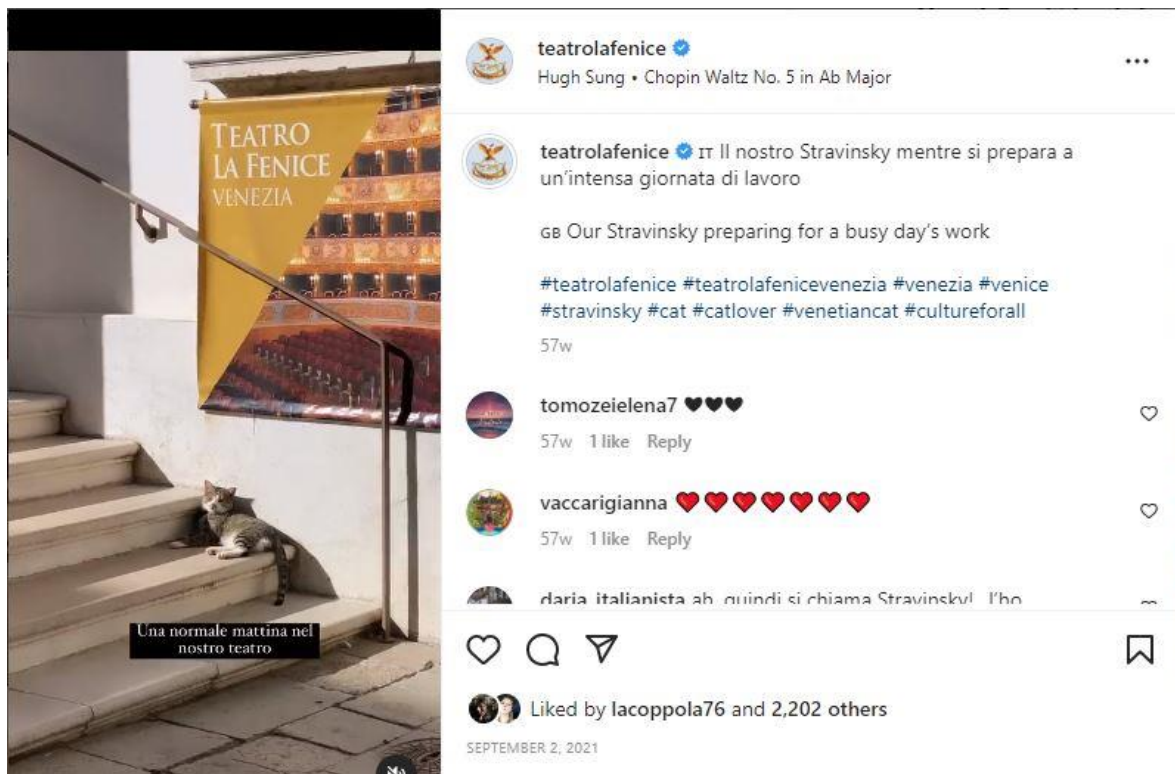 TEATRO
LA FENICE
VENEZIA
Una normale mattina nel
nostro teatro
teatrolafenice
Hugh Sung • Chopin Waltz No. 5 in Ab Major
teatrolafenice IT Il nostro Stravinsky mentre si prepara a
un'intensa giornata di lavoro
GB Our Stravinsky preparing for a busy day's work
#teatrolafenice #teatrolafenicevenezia #venezia #venice
#stravinsky #cat #catlover #venetiancat #cultureforall
57w
tomozeielena7 🖤🖤🖤
57w 1 like Reply
vaccarigianna ❤️❤️❤️❤️❤️❤️❤️
57w 1 like Reply
daria_italianista ah, quindi si chiama Stravinsky! L'ho
Liked by lacoppola76 and 2,202 others
SEPTEMBER 2, 2021